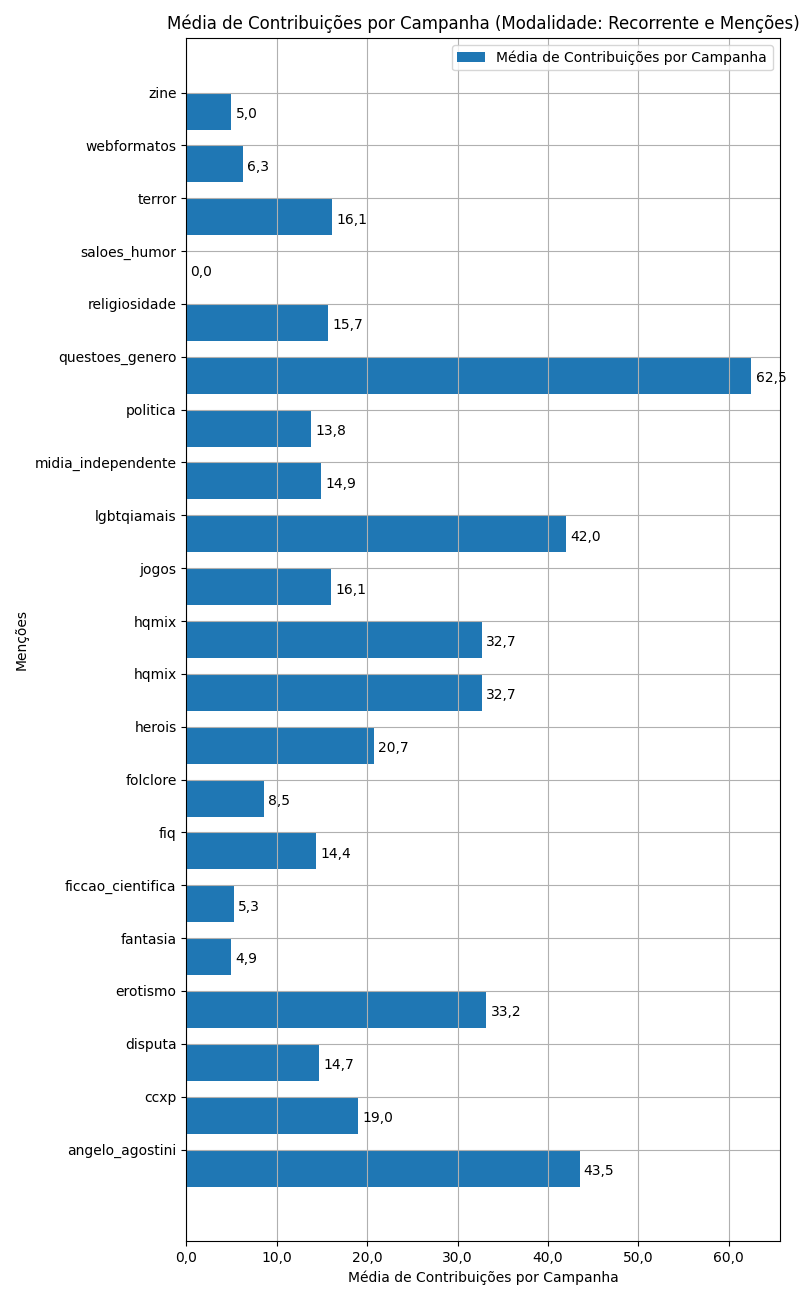 Média de Contribuições por Campanha (Modalidade: Recorrente e Menções)
Média de Contribuições por Campanha
zine
5,0
webformatos
6,3
terror
16,1
saloes_humor
0,0
religiosidade
15,7
questoes_genero
62,5
politica
13,8
midia_independente
14,9
lgbtqiamais
42,0
jogos
16,1
hqmix
32,7
hqmix
32,7
herois
20,7
folclore
8,5
fiq
14,4
ficcao_cientifica
5,3
fantasia
4,9
erotismo
33,2
disputa
14,7
ccxp
19,0
angelo_agostini
43,5
Menções
0,0 10,0 20,0 30,0 40,0 50,0 60,0
Média de Contribuições por Campanha